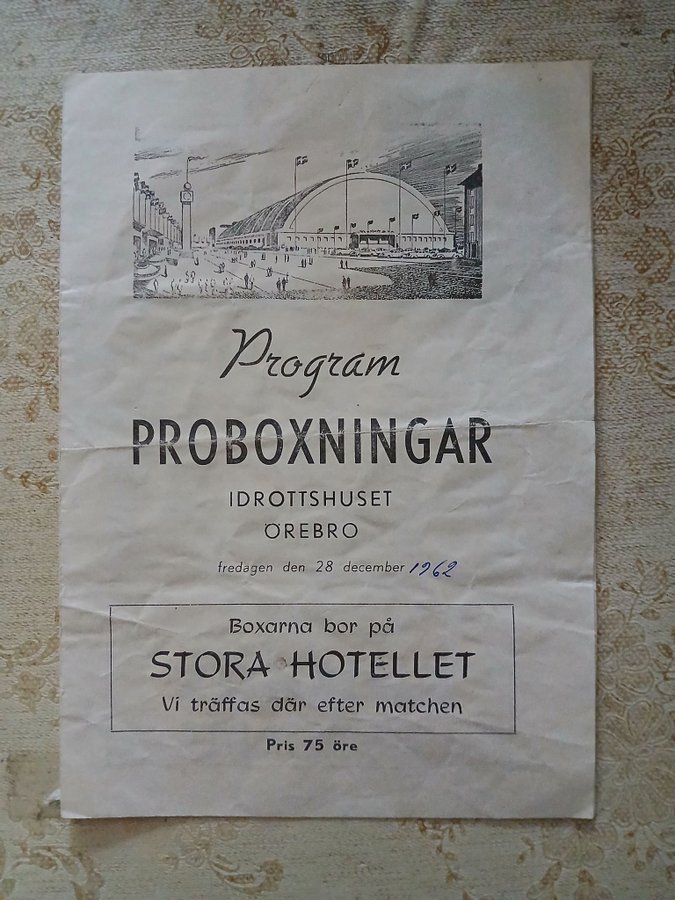 Program
PROBOXNINGAR
IDROTTSHUSET
ÖREBRO
fredagen den 28 december 1962
Boxarna bor på
STORA HOTELLET
Vi träffas där efter matchen
Pris 75 öre